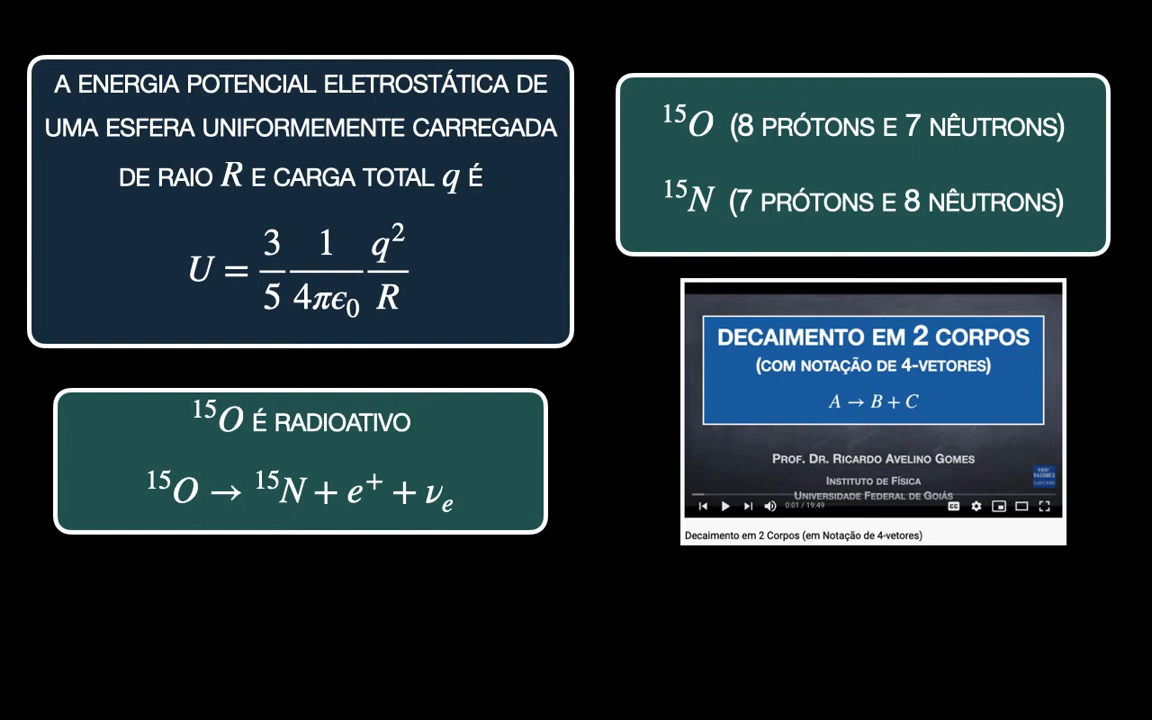 A ENERGIA POTENCIAL ELETROSTÁTICA DE
UMA ESFERA UNIFORMEMENTE CARREGADA
DE RAIO R E CARGA TOTAL q É
U = 3/5 1/4πϵ₀ q²/R
¹⁵O É RADIOATIVO
¹⁵O → ¹⁵N + e⁺ + νₑ
¹⁵O (8 PRÓTONS E 7 NÊUTRONS)
¹⁵N (7 PRÓTONS E 8 NÊUTRONS)
DECAIMENTO EM 2 CORPOS
(COM NOTAÇÃO DE 4-VETORES)
A → B + C
PROF. DR. RICARDO AVELINO GOMES
INSTITUTO DE FÍSICA
UNIVERSIDADE FEDERAL DE GOIÁS
0:01 / 19:49
Decaimento em 2 Corpos (em Notação de 4-vetores)